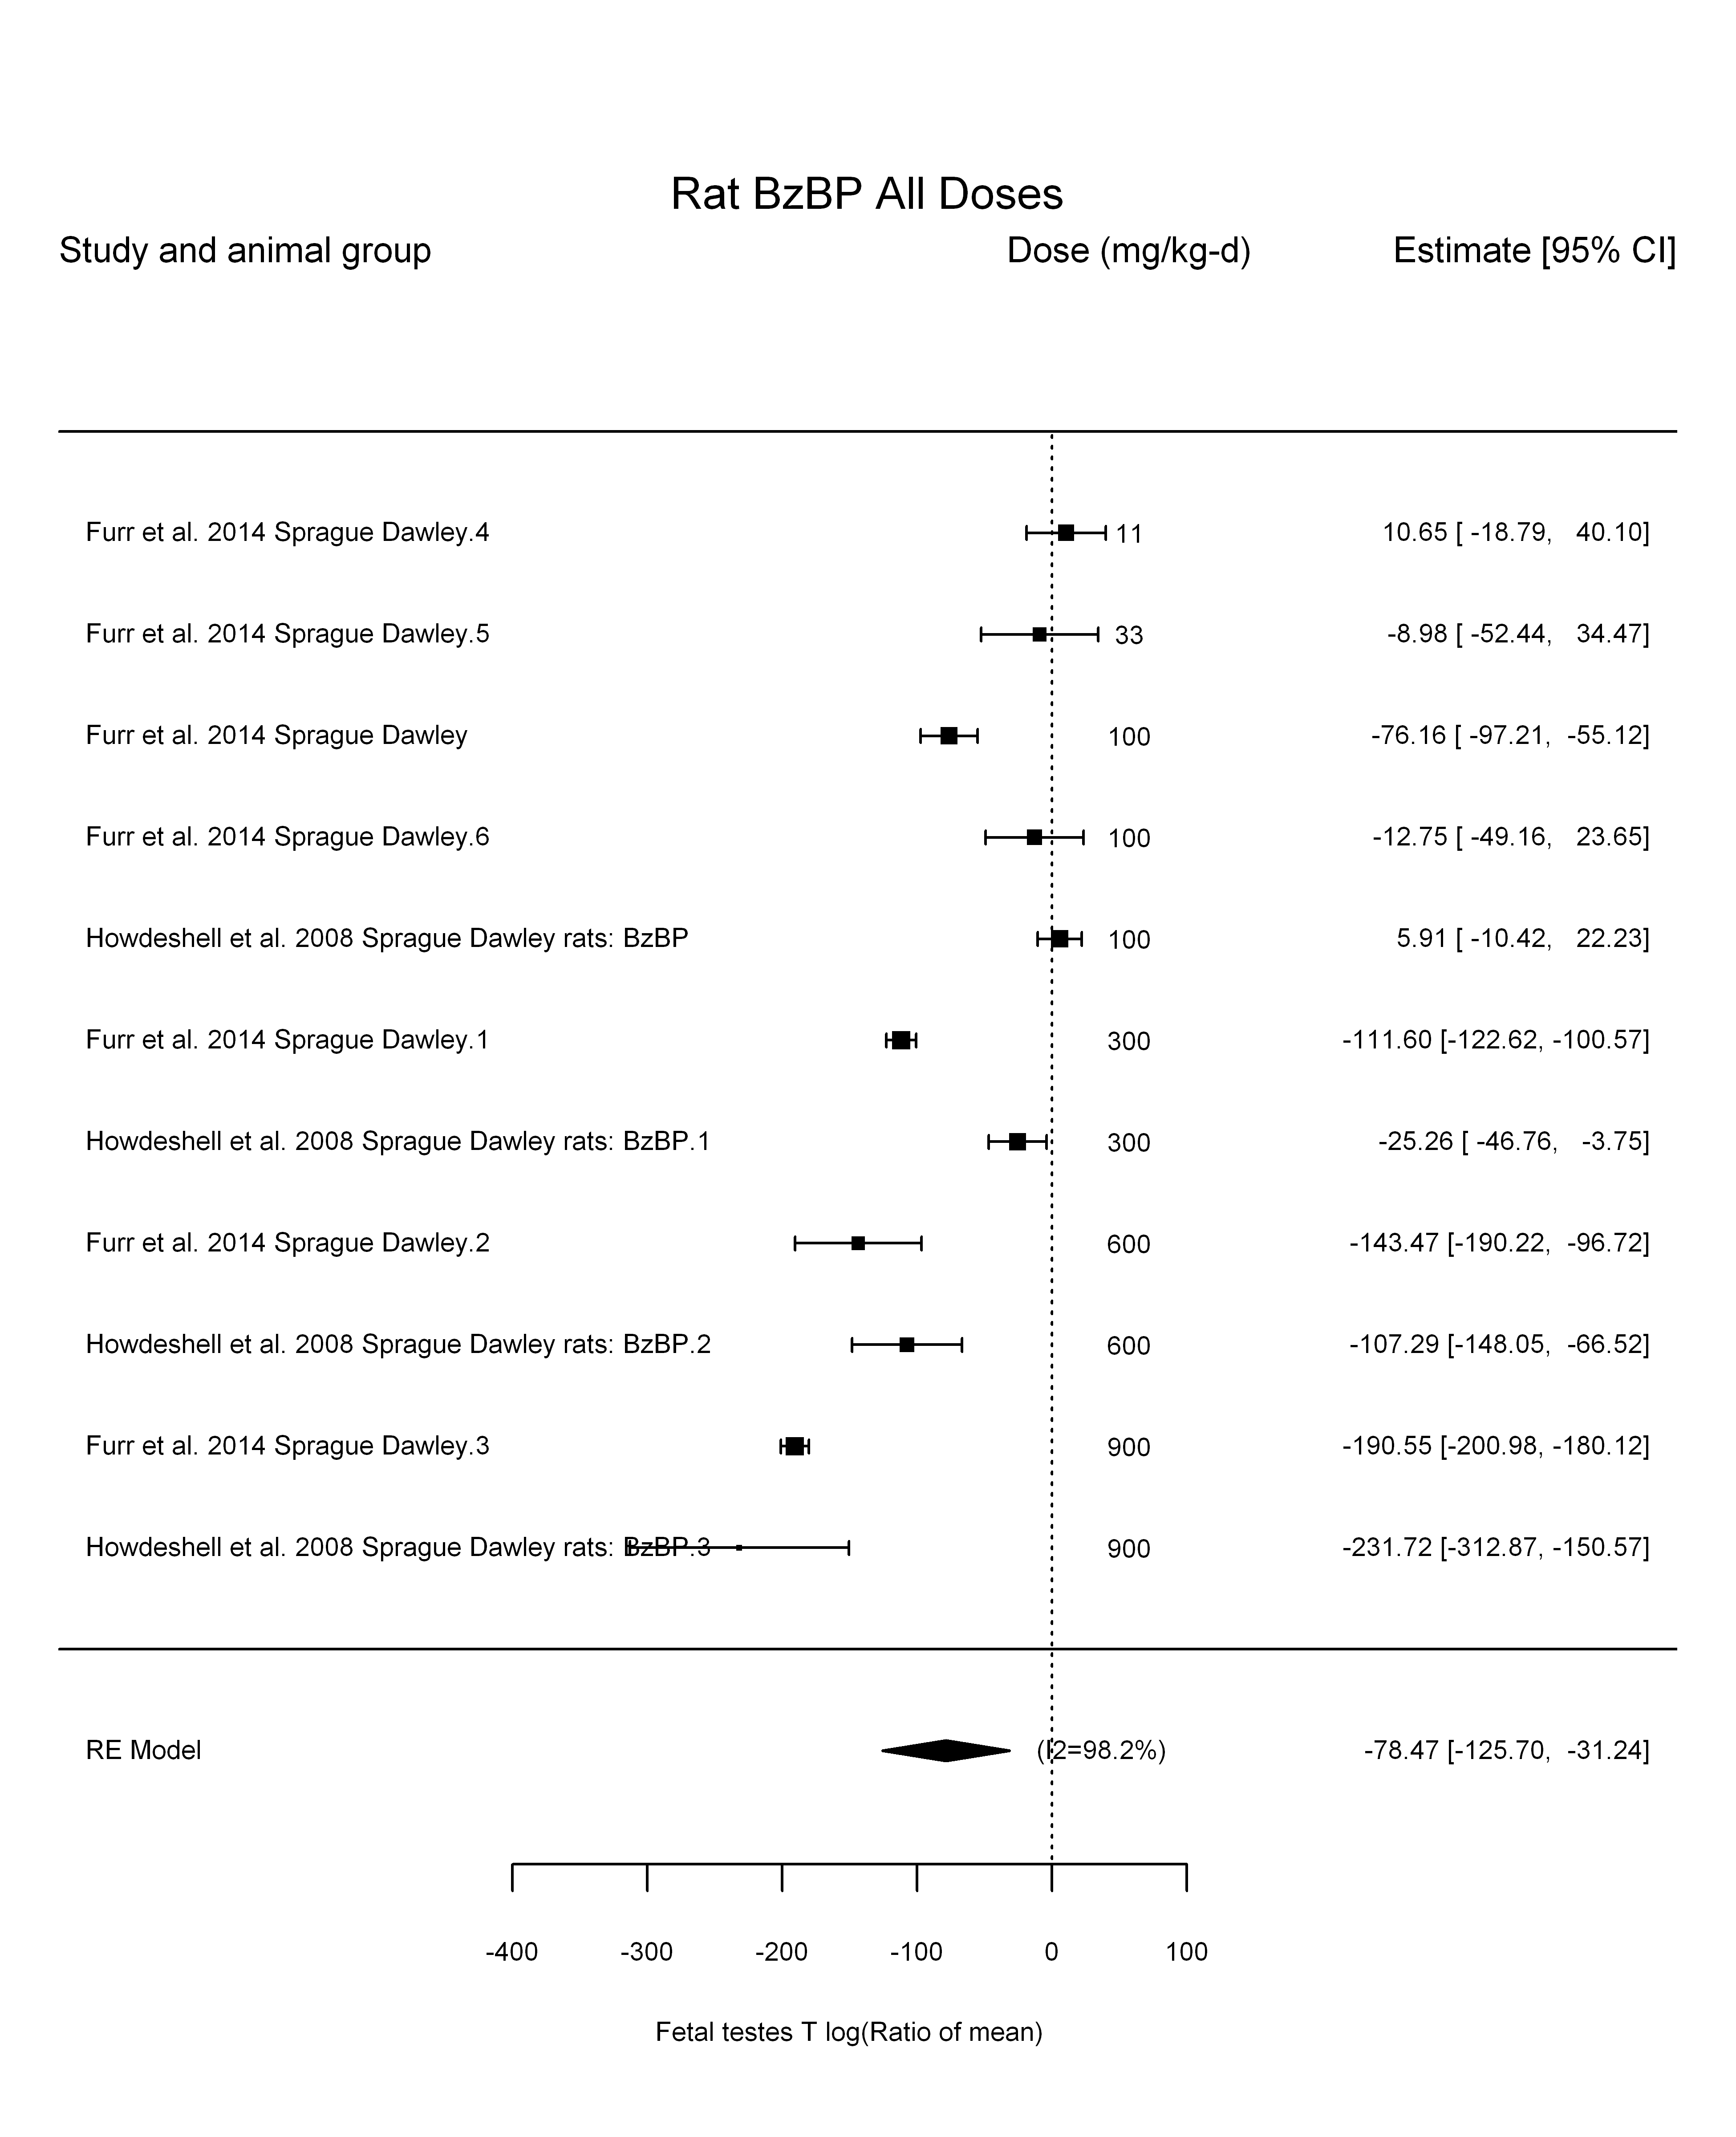 Rat BzBP All Doses
Study and animal group Dose (mg/kg-d) Estimate [95% CI]
Furr et al. 2014 Sprague Dawley.4 11 10.65 [ -18.79, 40.10]
Furr et al. 2014 Sprague Dawley.5 33 -8.98 [ -52.44, 34.47]
Furr et al. 2014 Sprague Dawley 100 -76.16 [ -97.21, -55.12]
Furr et al. 2014 Sprague Dawley.6 100 -12.75 [ -49.16, 23.65]
Howdeshell et al. 2008 Sprague Dawley rats: BzBP 100 5.91 [ -10.42, 22.23]
Furr et al. 2014 Sprague Dawley.1 300 -111.60 [-122.62, -100.57]
Howdeshell et al. 2008 Sprague Dawley rats: BzBP.1 300 -25.26 [ -46.76, -3.75]
Furr et al. 2014 Sprague Dawley.2 600 -143.47 [-190.22, -96.72]
Howdeshell et al. 2008 Sprague Dawley rats: BzBP.2 600 -107.29 [-148.05, -66.52]
Furr et al. 2014 Sprague Dawley.3 900 -190.55 [-200.98, -180.12]
Howdeshell et al. 2008 Sprague Dawley rats: BzBP.3 900 -231.72 [-312.87, -150.57]
RE Model (I2=98.2%) -78.47 [-125.70, -31.24]
-400 -300 -200 -100 0 100
Fetal testes T log(Ratio of mean)